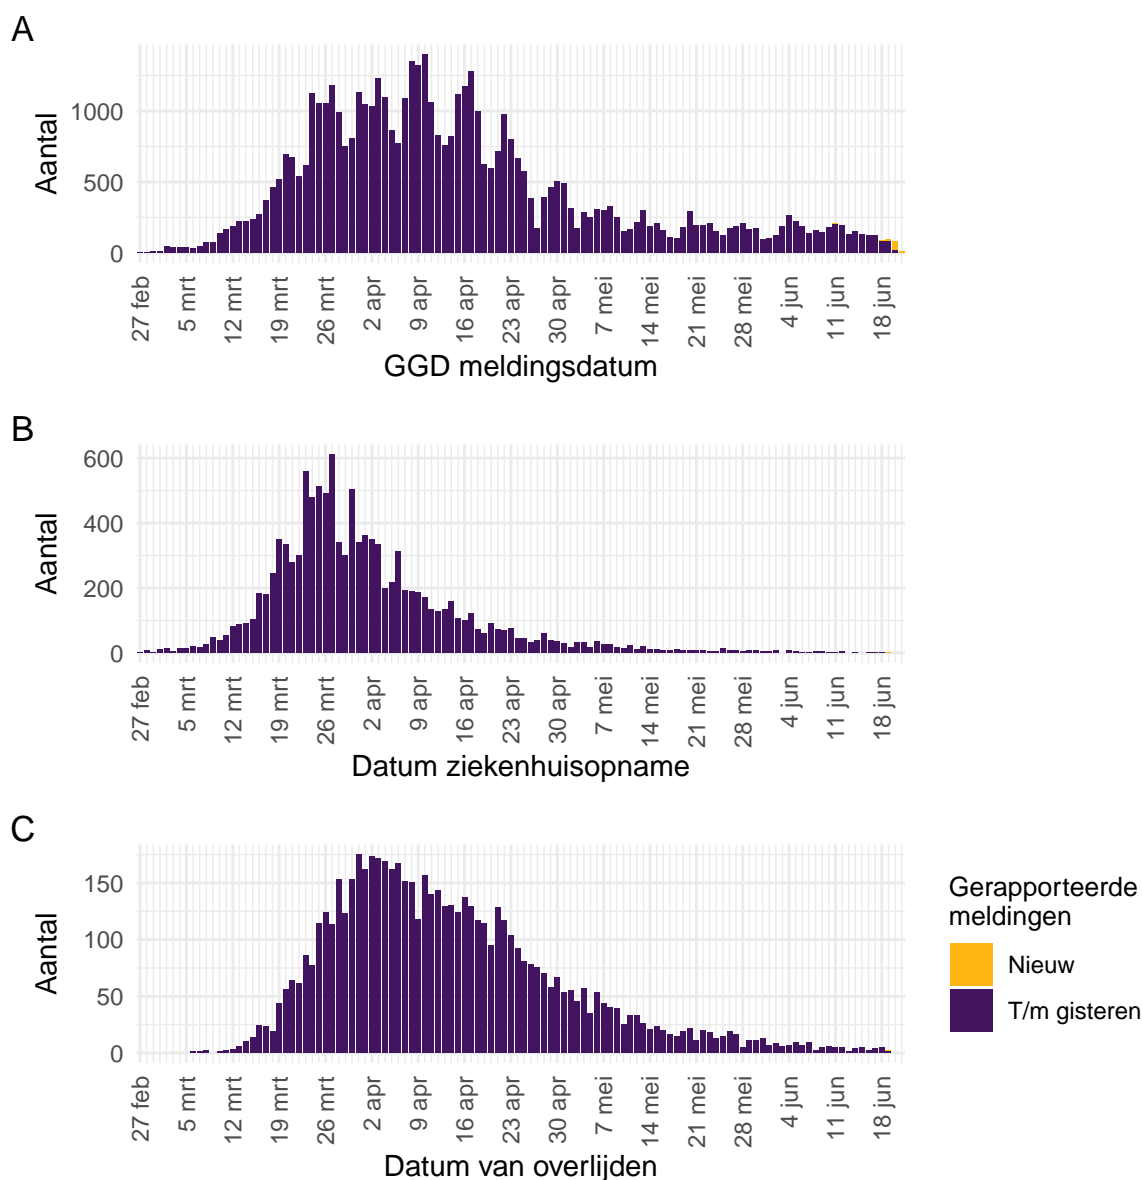 A
Aantal
1000
500
0
27 feb
5 mrt
12 mrt
19 mrt
26 mrt
2 apr
9 apr
16 apr
23 apr
30 apr
7 mei
14 mei
21 mei
28 mei
4 jun
11 jun
18 jun
GGD meldingsdatum
B
Aantal
600
400
200
0
27 feb
5 mrt
12 mrt
19 mrt
26 mrt
2 apr
9 apr
16 apr
23 apr
30 apr
7 mei
14 mei
21 mei
28 mei
4 jun
11 jun
18 jun
Datum ziekenhuisopname
C
Aantal
150
100
50
0
27 feb
5 mrt
12 mrt
19 mrt
26 mrt
2 apr
9 apr
16 apr
23 apr
30 apr
7 mei
14 mei
21 mei
28 mei
4 jun
11 jun
18 jun
Datum van overlijden
Gerapporteerde
meldingen
Nieuw
T/m gisteren